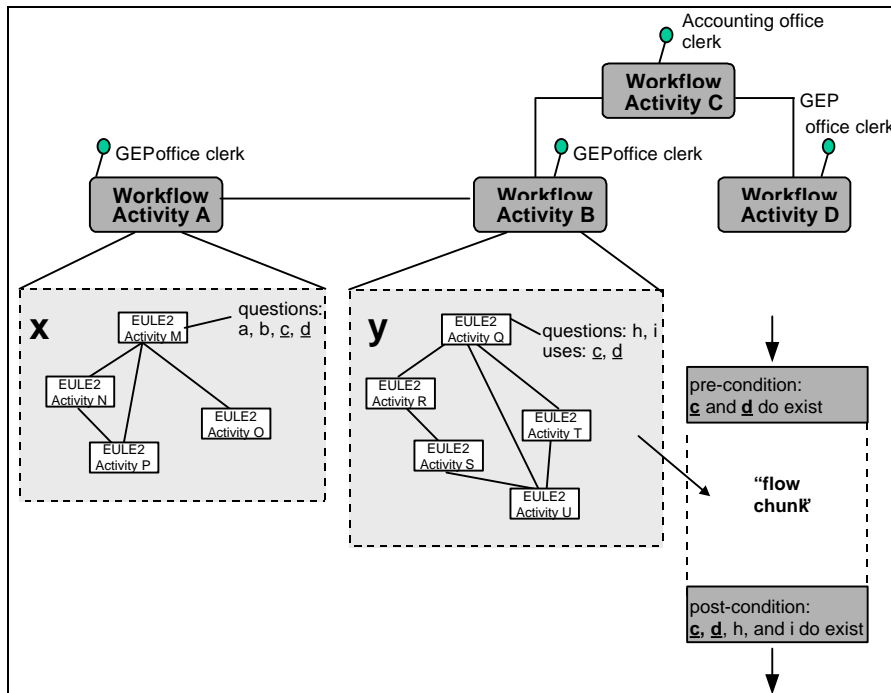 Accounting office
clerk
Workflow
Activity C
GEP
office clerk
GEPoffice clerk
GEPoffice clerk
Workflow
Activity A
Workflow
Activity B
Workflow
Activity D
x
EULE2
Activity M
questions:
a, b, c, d
EULE2
Activity N
EULE2
Activity O
EULE2
Activity P
y
EULE2
Activity Q
questions: h, i
uses: c, d
EULE2
Activity R
EULE2
Activity T
EULE2
Activity S
EULE2
Activity U
pre-condition:
c and d do exist
“flow
chunk”
post-condition:
c, d, h, and i do exist